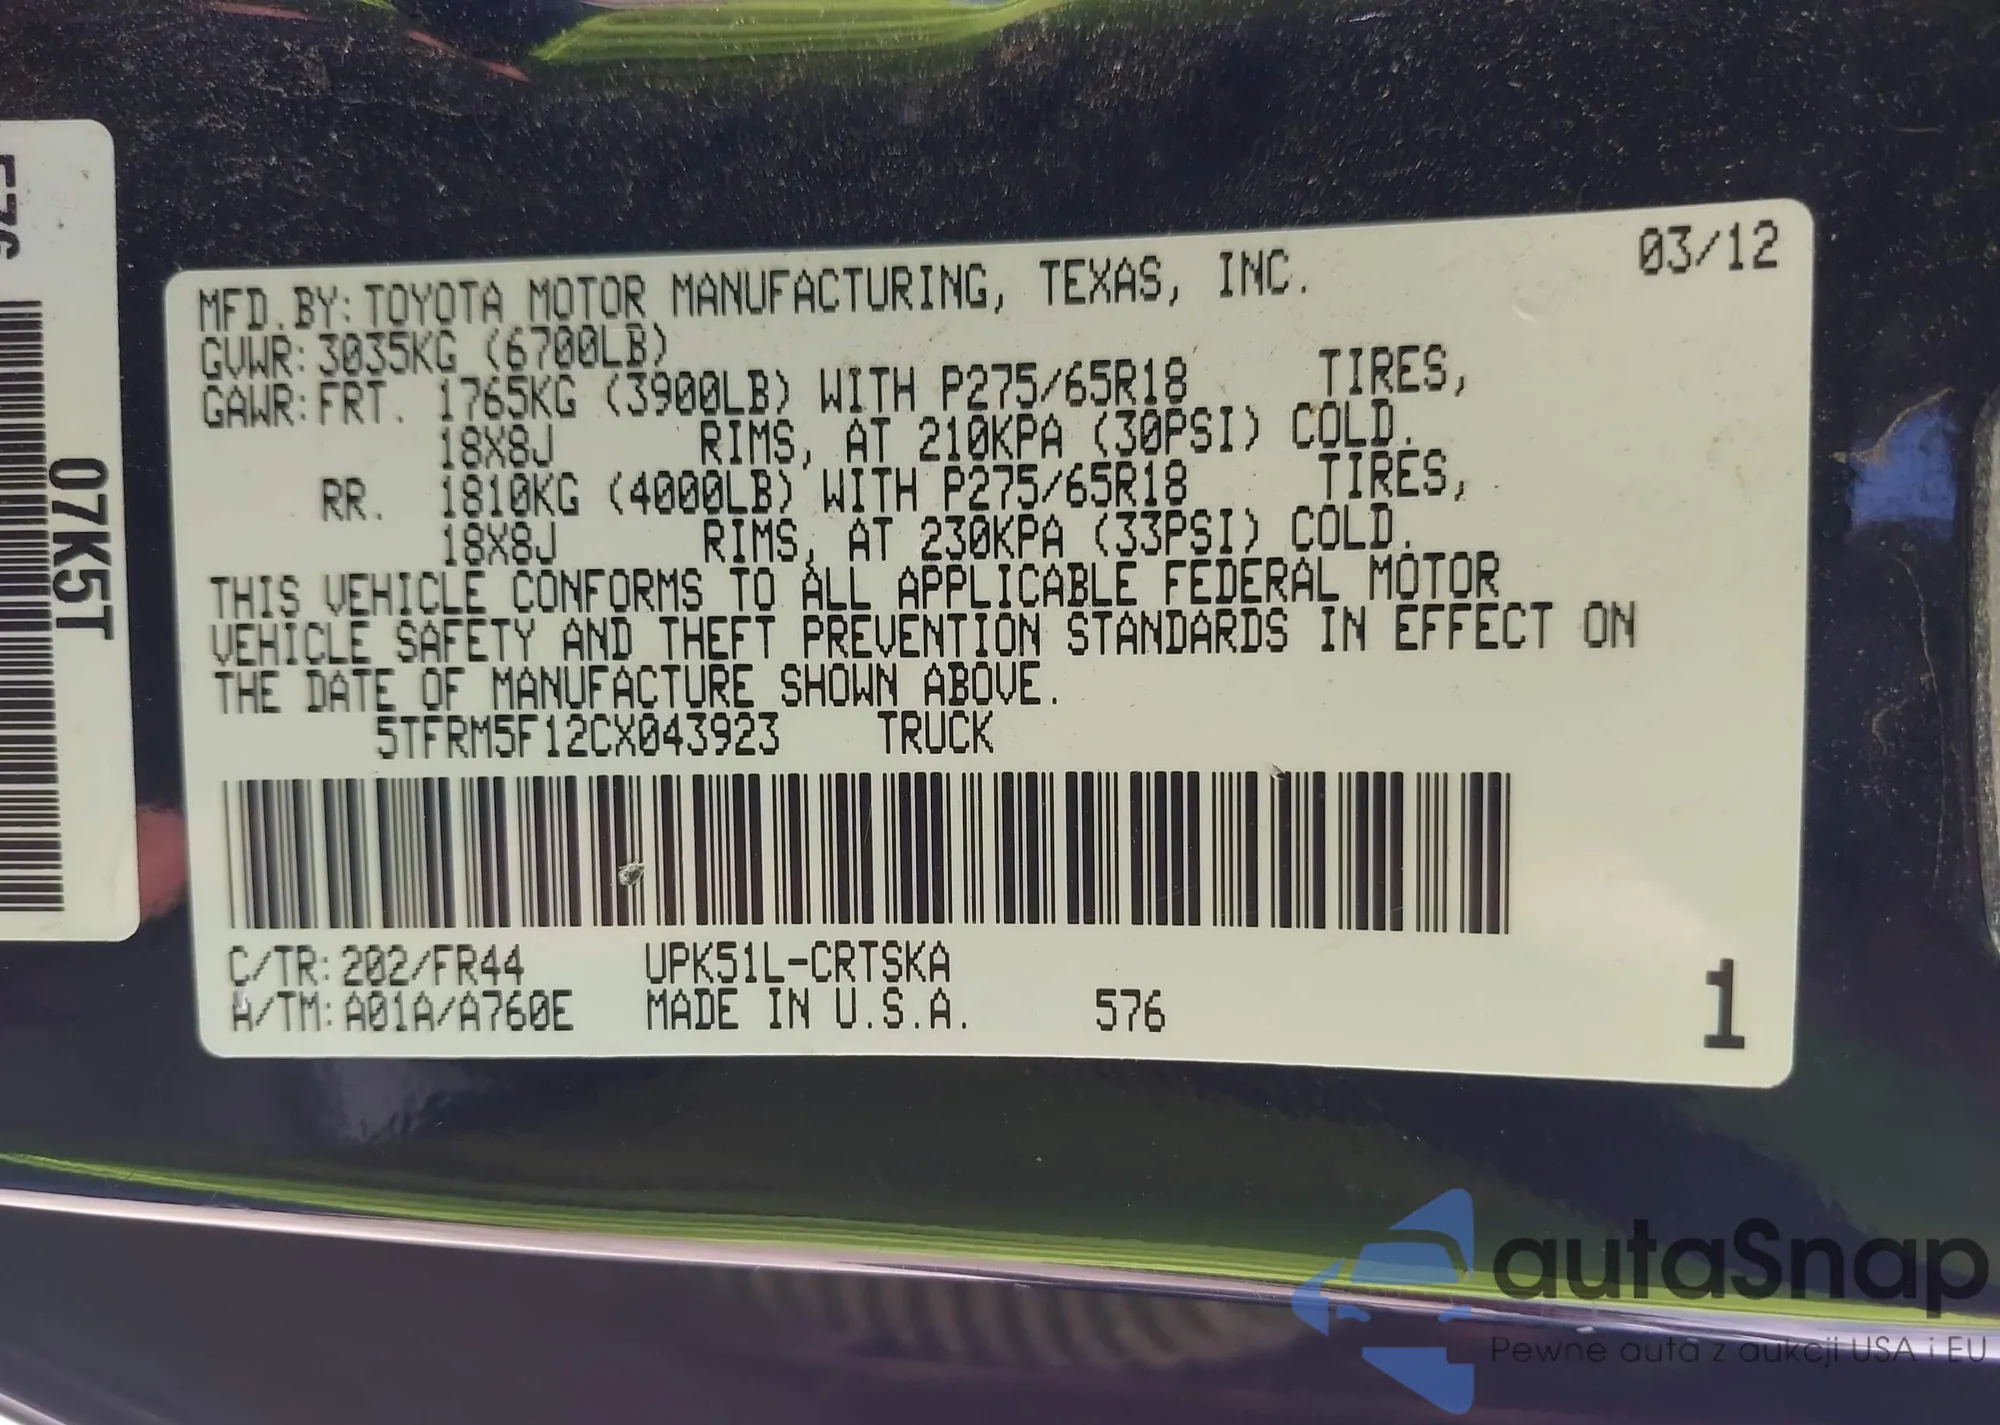 03/12
MFD.BY: TOYOTA MOTOR MANUFACTURING, TEXAS, INC.
GVWR: 3035KG (6700LB)
GAWR: FRT. 1765KG (3900LB) WITH P275/65R18 TIRES,
18X8J RIMS, AT 210KPA (30PSI) COLD.
RR. 1810KG (4000LB) WITH P275/65R18 TIRES,
18X8J RIMS, AT 230KPA (33PSI) COLD.
THIS VEHICLE CONFORMS TO ALL APPLICABLE FEDERAL MOTOR
VEHICLE SAFETY AND THEFT PREVENTION STANDARDS IN EFFECT ON
THE DATE OF MANUFACTURE SHOWN ABOVE.
5TFRM5F12CX043923 TRUCK
C/TR: 202/FR44 UPK51L-CRTSKA
A/TM: A01A/A760E MADE IN U.S.A. 576
1
07K5T
autaSnap
Pewne auta z aukcji USA i EU